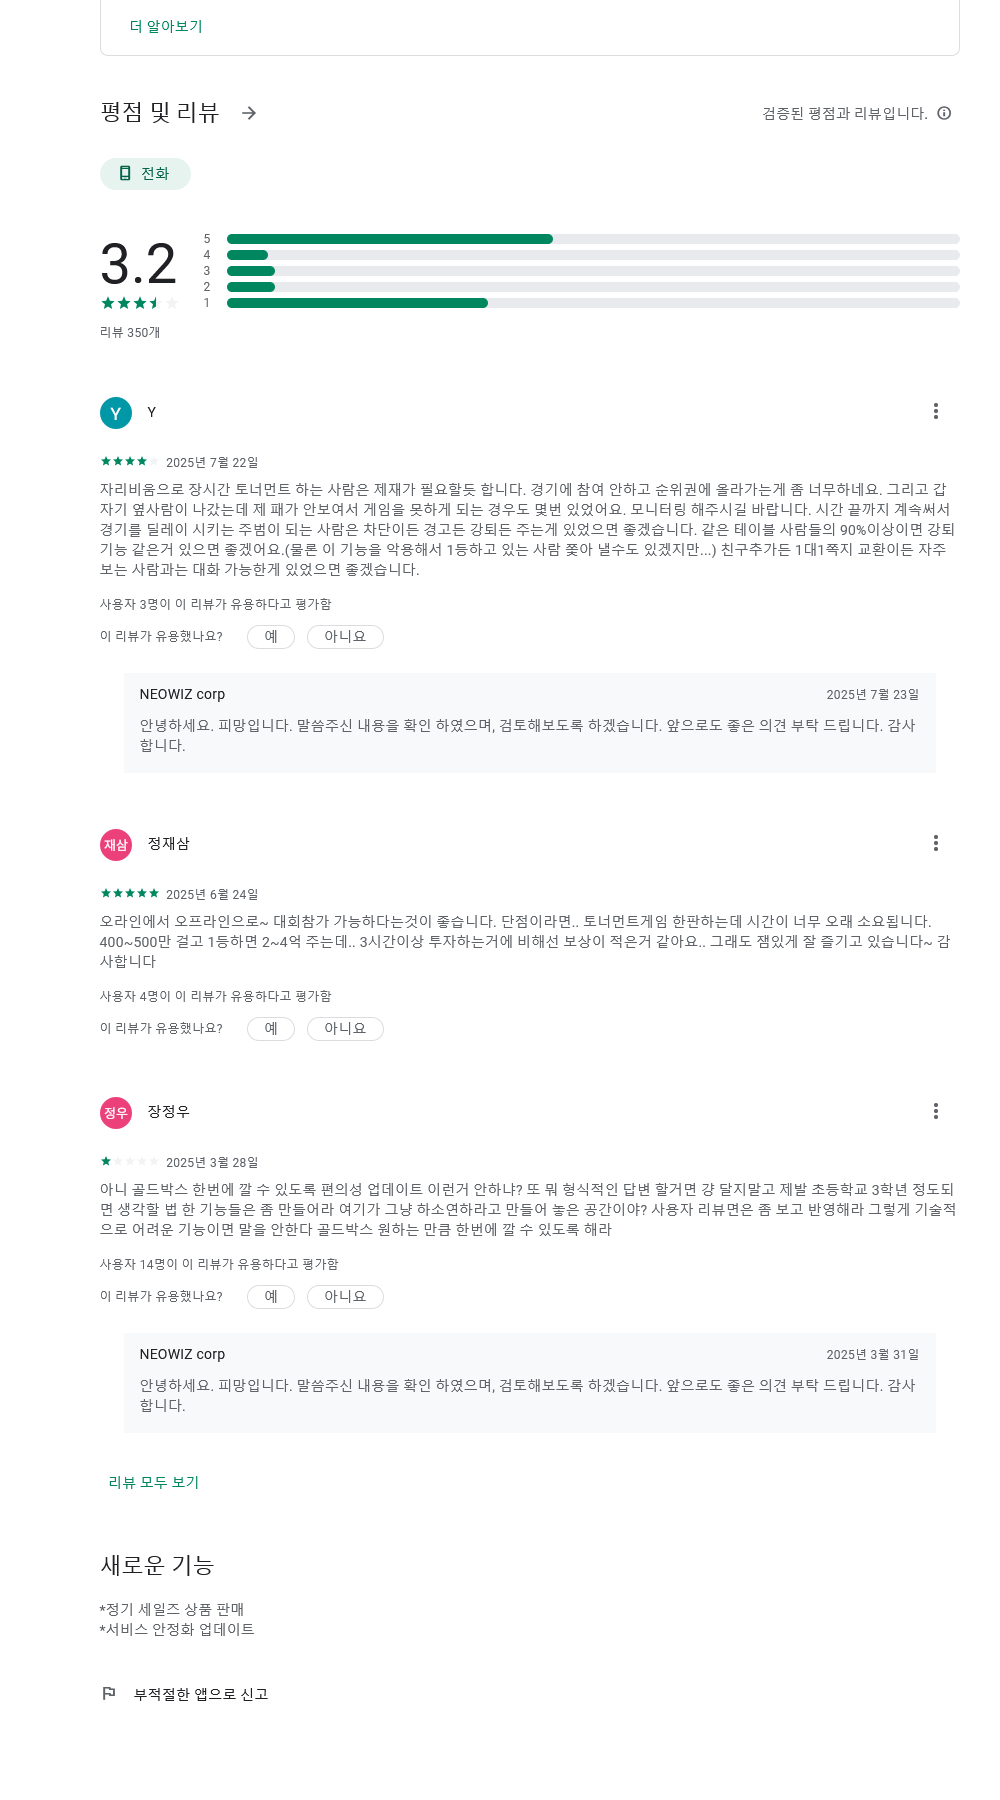 더 알아보기
평점 및 리뷰
검증된 평점과 리뷰입니다.
전화
3.2
5
4
3
2
1
리뷰 350개
Y
Y
2025년 7월 22일
자리비움으로 장시간 토너먼트 하는 사람은 제재가 필요할듯 합니다. 경기에 참여 안하고 순위권에 올라가는게 좀 너무하네요. 그리고 갑
자기 옆사람이 나갔는데 제 패가 안보여서 게임을 못하게 되는 경우도 몇번 있었어요. 모니터링 해주시길 바랍니다. 시간 끝까지 계속써서
경기를 딜레이 시키는 주범이 되는 사람은 차단이든 경고든 강퇴든 주는게 있었으면 좋겠습니다. 같은 테이블 사람들의 90%이상이면 강퇴
기능 같은거 있으면 좋겠어요.(물론 이 기능을 악용해서 1등하고 있는 사람 쫓아 낼수도 있겠지만...) 친구추가든 1대1쪽지 교환이든 자주
보는 사람과는 대화 가능한게 있었으면 좋겠습니다.
사용자 3명이 이 리뷰가 유용하다고 평가함
이 리뷰가 유용했나요?
예
아니요
NEOWIZ corp
2025년 7월 23일
안녕하세요. 피망입니다. 말씀주신 내용을 확인 하였으며, 검토해보도록 하겠습니다. 앞으로도 좋은 의견 부탁 드립니다. 감사
합니다.
재삼
정재삼
2025년 6월 24일
오라인에서 오프라인으로~ 대회참가 가능하다는것이 좋습니다. 단점이라면.. 토너먼트게임 한판하는데 시간이 너무 오래 소요됩니다.
400~500만 걸고 1등하면 2~4억 주는데.. 3시간이상 투자하는거에 비해선 보상이 적은거 같아요.. 그래도 잼있게 잘 즐기고 있습니다~ 감
사합니다
사용자 4명이 이 리뷰가 유용하다고 평가함
이 리뷰가 유용했나요?
예
아니요
정우
장정우
2025년 3월 28일
아니 골드박스 한번에 깔 수 있도록 편의성 업데이트 이런거 안하냐? 또 뭐 형식적인 답변 할거면 걍 달지말고 제발 초등학교 3학년 정도되
면 생각할 법 한 기능들은 좀 만들어라 여기가 그냥 하소연하라고 만들어 놓은 공간이야? 사용자 리뷰면은 좀 보고 반영해라 그렇게 기술적
으로 어려운 기능이면 말을 안한다 골드박스 원하는 만큼 한번에 깔 수 있도록 해라
사용자 14명이 이 리뷰가 유용하다고 평가함
이 리뷰가 유용했나요?
예
아니요
NEOWIZ corp
2025년 3월 31일
안녕하세요. 피망입니다. 말씀주신 내용을 확인 하였으며, 검토해보도록 하겠습니다. 앞으로도 좋은 의견 부탁 드립니다. 감사
합니다.
리뷰 모두 보기
새로운 기능
*정기 세일즈 상품 판매
*서비스 안정화 업데이트
부적절한 앱으로 신고